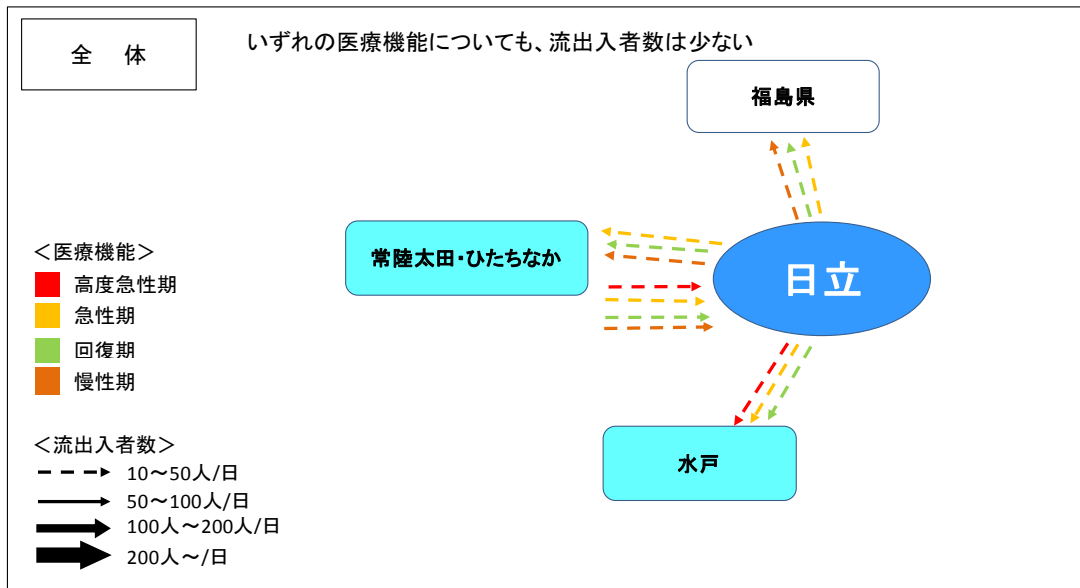 全 体
いずれの医療機能についても、流出入者数は少ない
福島県
常陸太田・ひたちなか
日立
水戸
＜医療機能＞
高度急性期
急性期
回復期
慢性期
＜流出入者数＞
10～50人/日
50～100人/日
100人～200人/日
200人～/日